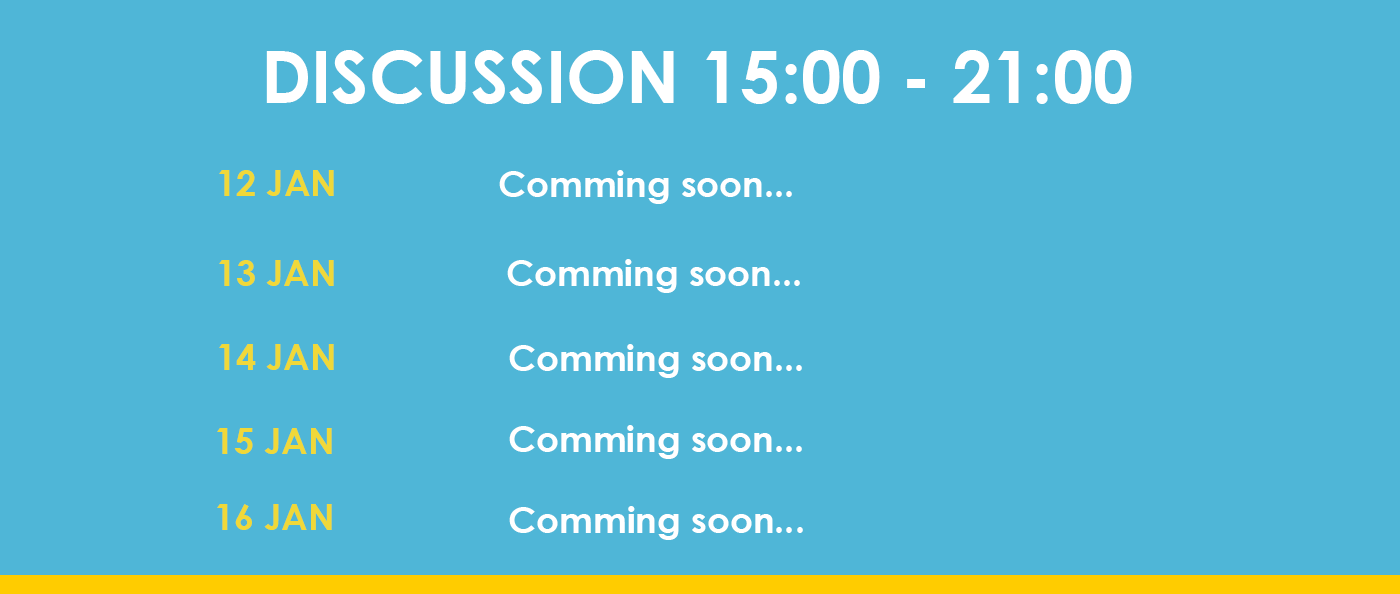 DISCUSSION 15:00 - 21:00
12 JAN Comming soon...
13 JAN Comming soon...
14 JAN Comming soon...
15 JAN Comming soon...
16 JAN Comming soon...